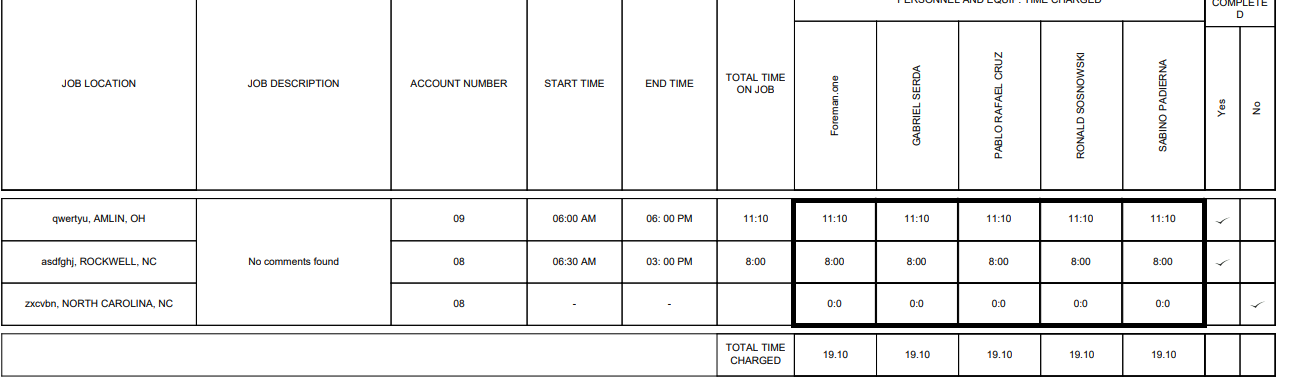 PERSONNEL AND EQUIP. TIME CHARGED
COMPLETE
D
JOB LOCATION
JOB DESCRIPTION
ACCOUNT NUMBER
START TIME
END TIME
TOTAL TIME
ON JOB
Foreman.one
GABRIEL SERDA
PABLO RAFAEL CRUZ
RONALD SOSNOWSKI
SABINO PADIERNA
Yes
No
qwertyu, AMLIN, OH
09
06:00 AM
06: 00 PM
11:10
11:10
11:10
11:10
11:10
11:10
asdfghj, ROCKWELL, NC
No comments found
08
06:30 AM
03: 00 PM
8:00
8:00
8:00
8:00
8:00
8:00
zxcvbn, NORTH CAROLINA, NC
08
-
-
0:0
0:0
0:0
0:0
0:0
TOTAL TIME
CHARGED
19.10
19.10
19.10
19.10
19.10